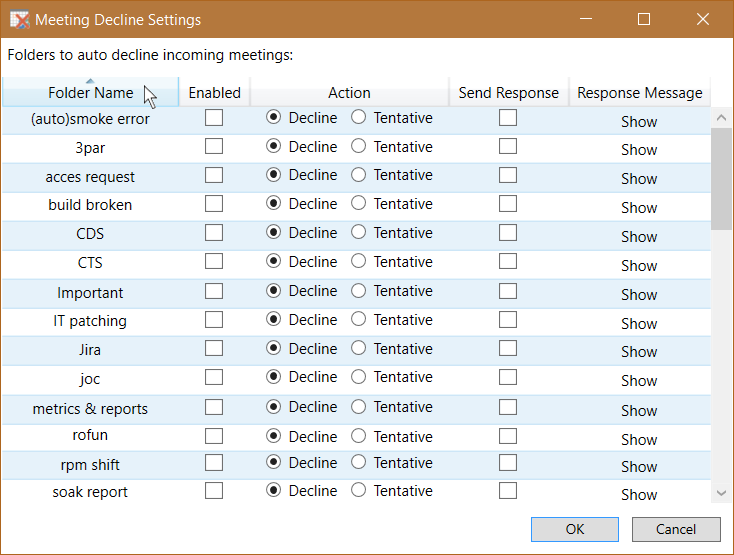 Meeting Decline Settings
Folders to auto decline incoming meetings:
Folder Name Enabled Action Send Response Response Message
(auto)smoke error Decline Tentative Show
3par Decline Tentative Show
acces request Decline Tentative Show
build broken Decline Tentative Show
CDS Decline Tentative Show
CTS Decline Tentative Show
Important Decline Tentative Show
IT patching Decline Tentative Show
Jira Decline Tentative Show
joc Decline Tentative Show
metrics & reports Decline Tentative Show
rofun Decline Tentative Show
rpm shift Decline Tentative Show
soak report Decline Tentative Show
OK Cancel